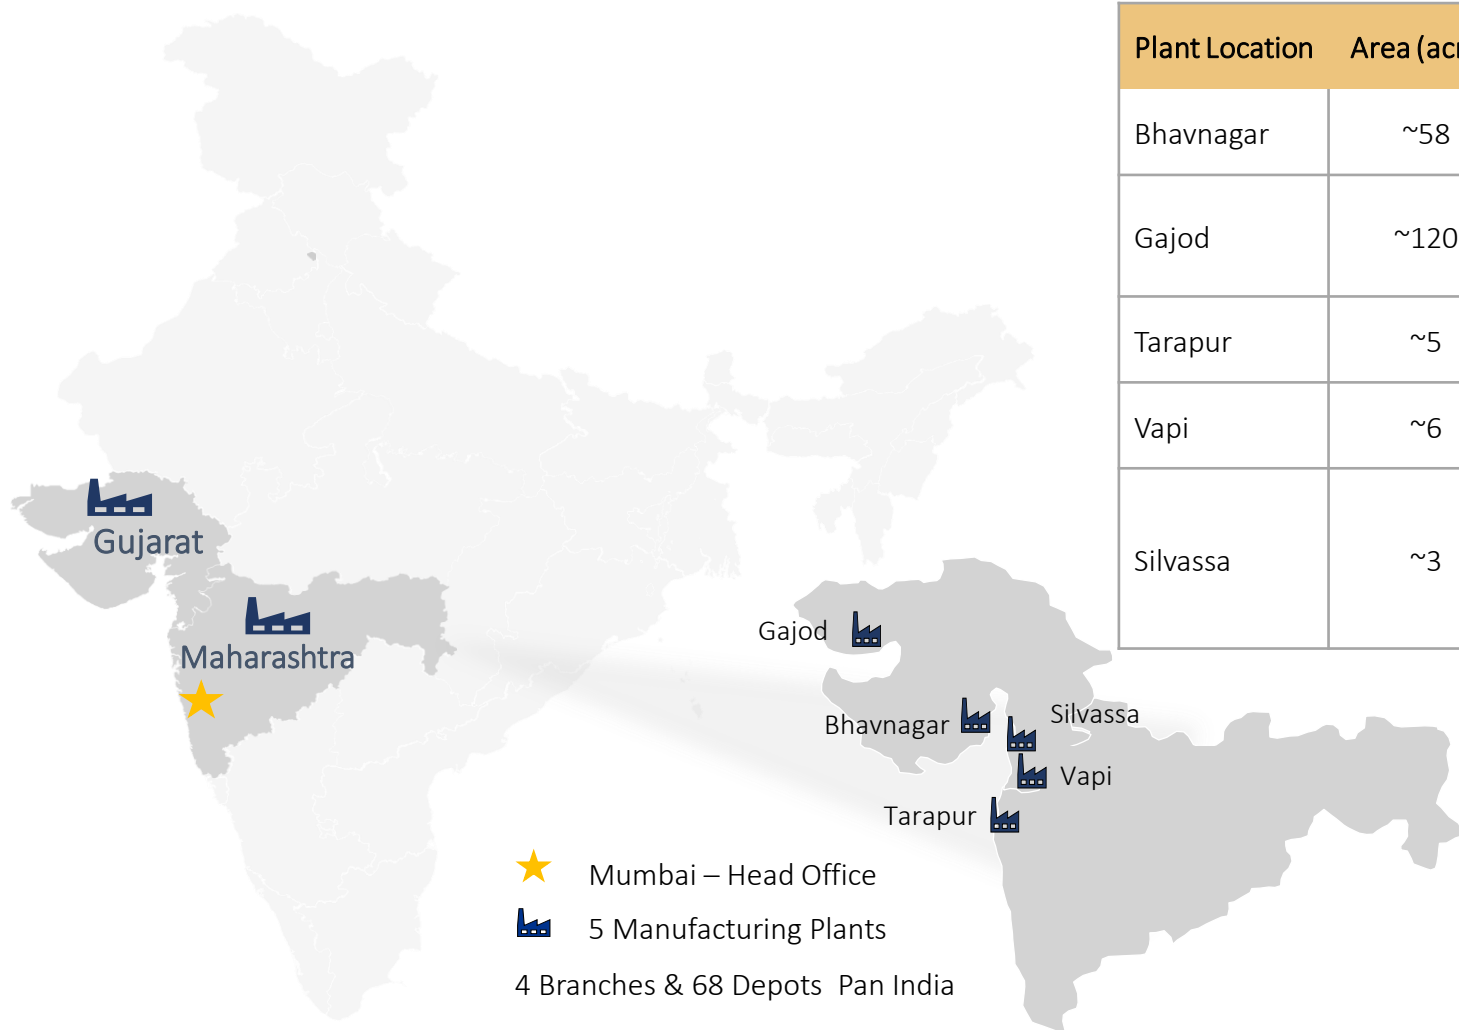 Plant Location Area (acr
Bhavnagar ~58
Gajod ~120
Tarapur ~5
Vapi ~6
Silvassa ~3
Gujarat
Maharashtra
Gajod
Bhavnagar
Silvassa
Vapi
Tarapur
Mumbai – Head Office
5 Manufacturing Plants
4 Branches & 68 Depots Pan India